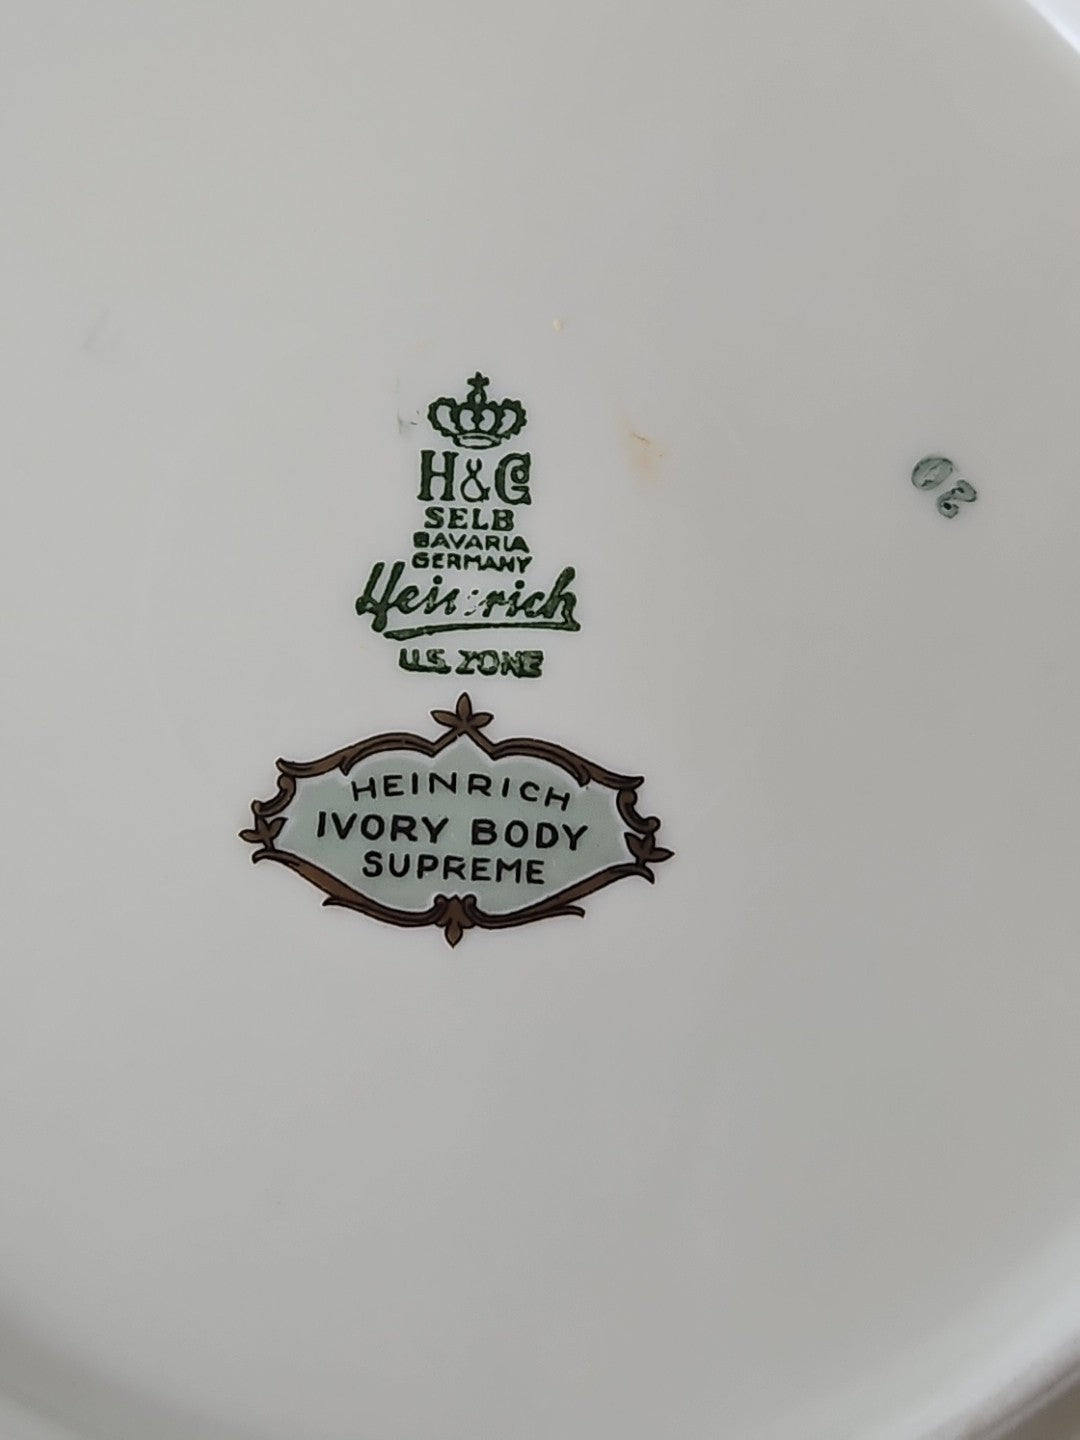 H&C
SELB
BAVARIA
GERMANY
Heinrich
U.S. ZONE
HEINRICH
IVORY BODY
SUPREME
20